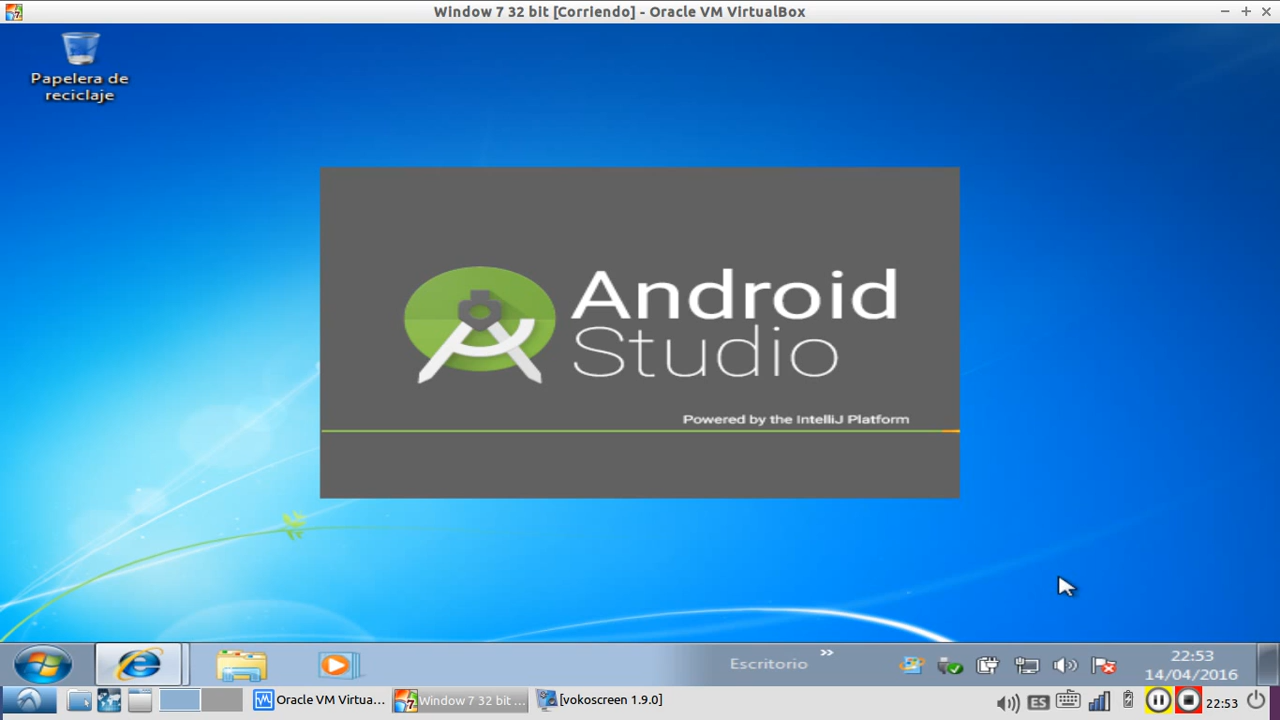 Window 7 32 bit [Corriendo] - Oracle VM VirtualBox
Papelera de
reciclaje
Android
Studio
Powered by the IntelliJ Platform
Escritorio
»
22:53
14/04/2016
Oracle VM Virtua...
Window 7 32 bit ...
[vokoscreen 1.9.0]
ES
22:53